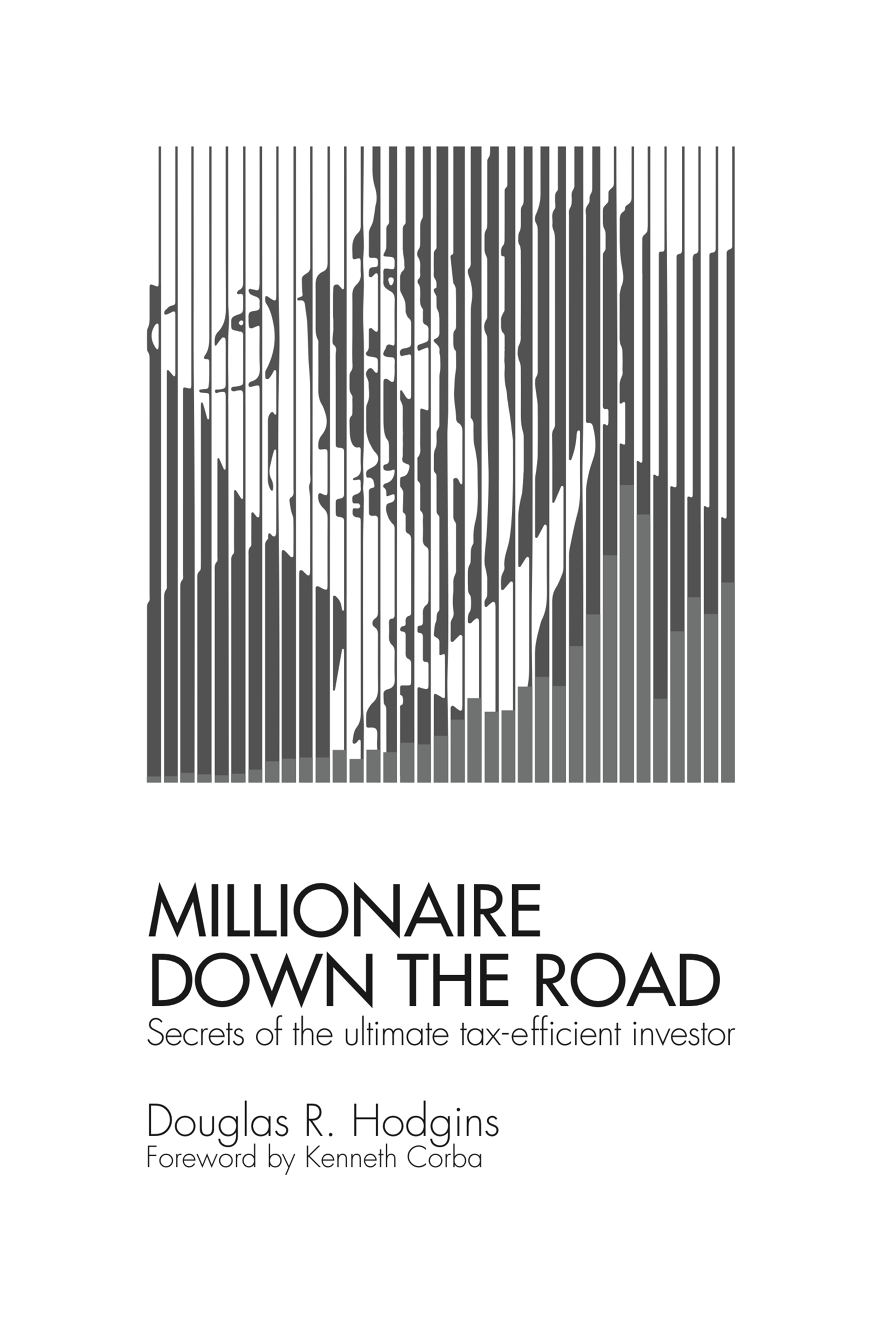 MILLIONAIRE
DOWN THE ROAD
Secrets of the ultimate tax-efficient investor
Douglas R. Hodgins
Foreword by Kenneth Corba